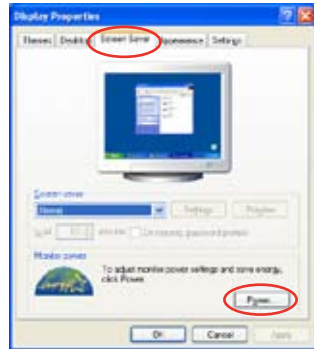 Display Properties
Themes Desktop Screen Saver Appearance Settings
Screen saver
(None) Settings Preview
Wait minutes On resume, password protect
Monitor power
To adjust monitor power settings and save energy,
click Power.
Power...
OK Cancel Apply